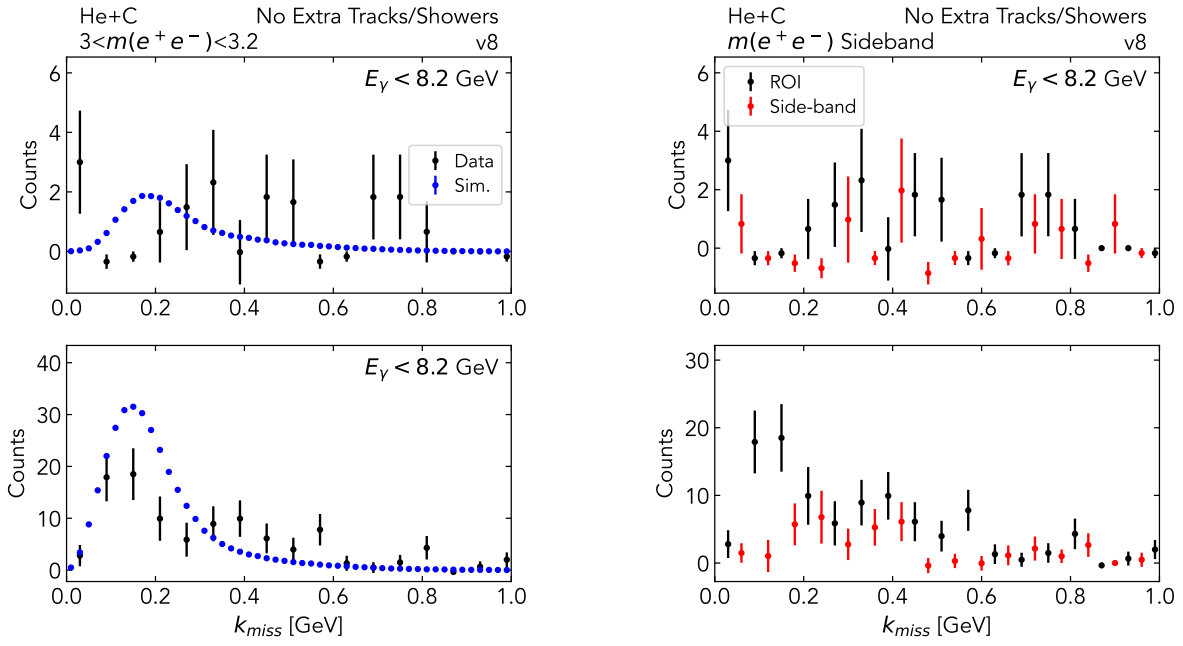 He+C
No Extra Tracks/Showers
3<m(e⁺e⁻)<3.2
v8
Eγ < 8.2 GeV
6
4
2
0
Counts
Data
Sim.
0.0 0.2 0.4 0.6 0.8 1.0
Eγ < 8.2 GeV
40
30
20
10
0
Counts
0.0 0.2 0.4 0.6 0.8 1.0
k_miss [GeV]
He+C
No Extra Tracks/Showers
m(e⁺e⁻) Sideband
v8
Eγ < 8.2 GeV
ROI
Side-band
6
4
2
0
Counts
0.0 0.2 0.4 0.6 0.8 1.0
30
20
10
0
Counts
0.0 0.2 0.4 0.6 0.8 1.0
k_miss [GeV]